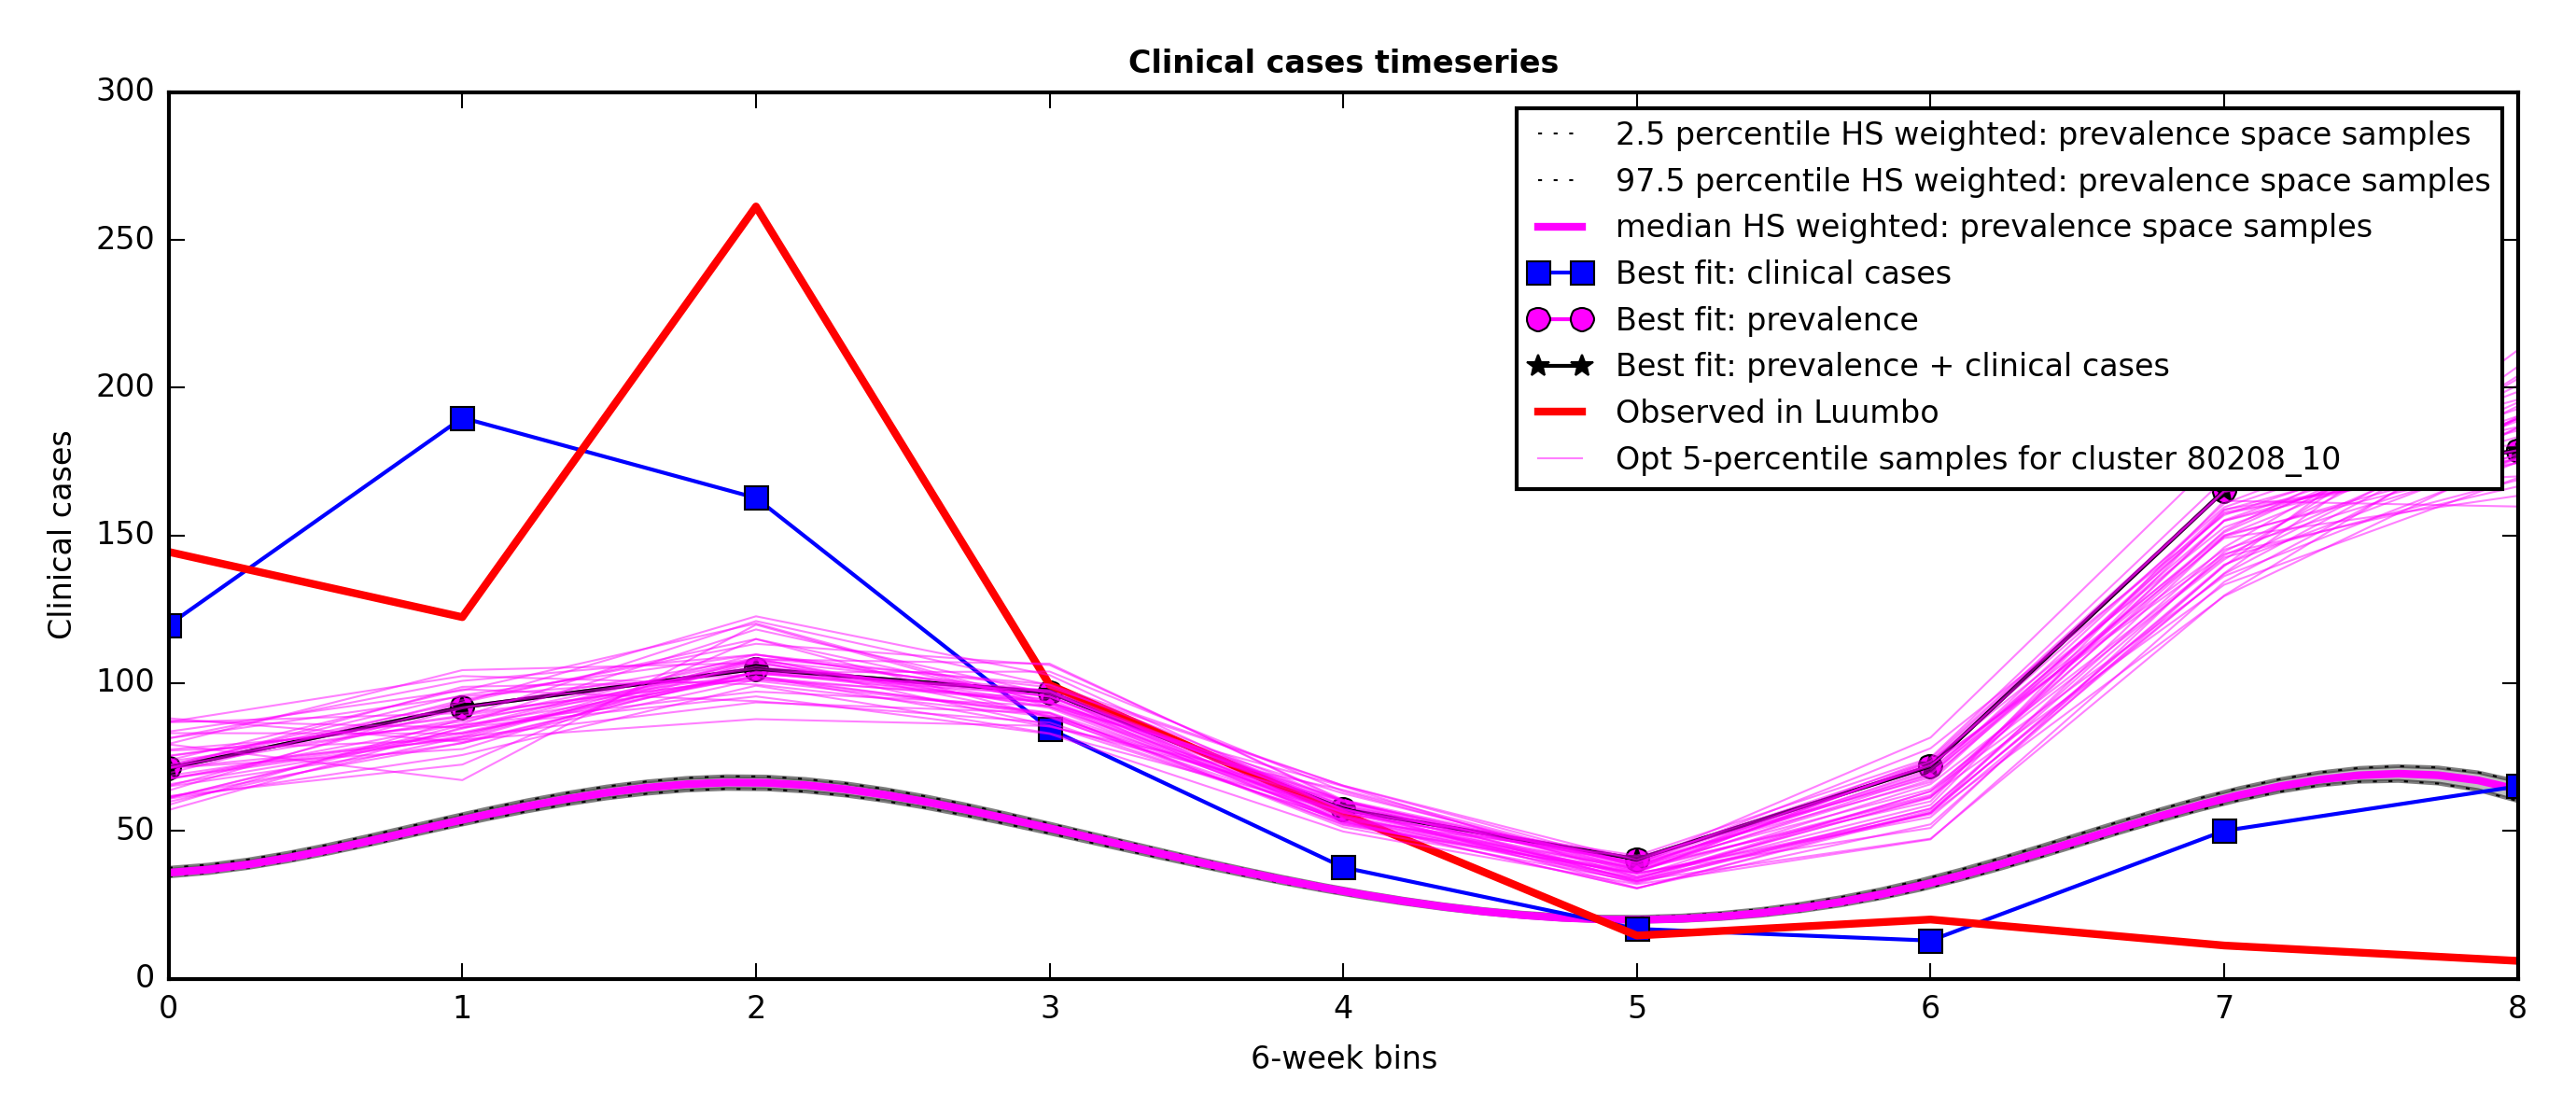 Clinical cases timeseries
300
250
200
150
100
50
0
Clinical cases
2.5 percentile HS weighted: prevalence space samples
97.5 percentile HS weighted: prevalence space samples
median HS weighted: prevalence space samples
Best fit: clinical cases
Best fit: prevalence
Best fit: prevalence + clinical cases
Observed in Luumbo
Opt 5-percentile samples for cluster 80208_10
0 1 2 3 4 5 6 7 8
6-week bins